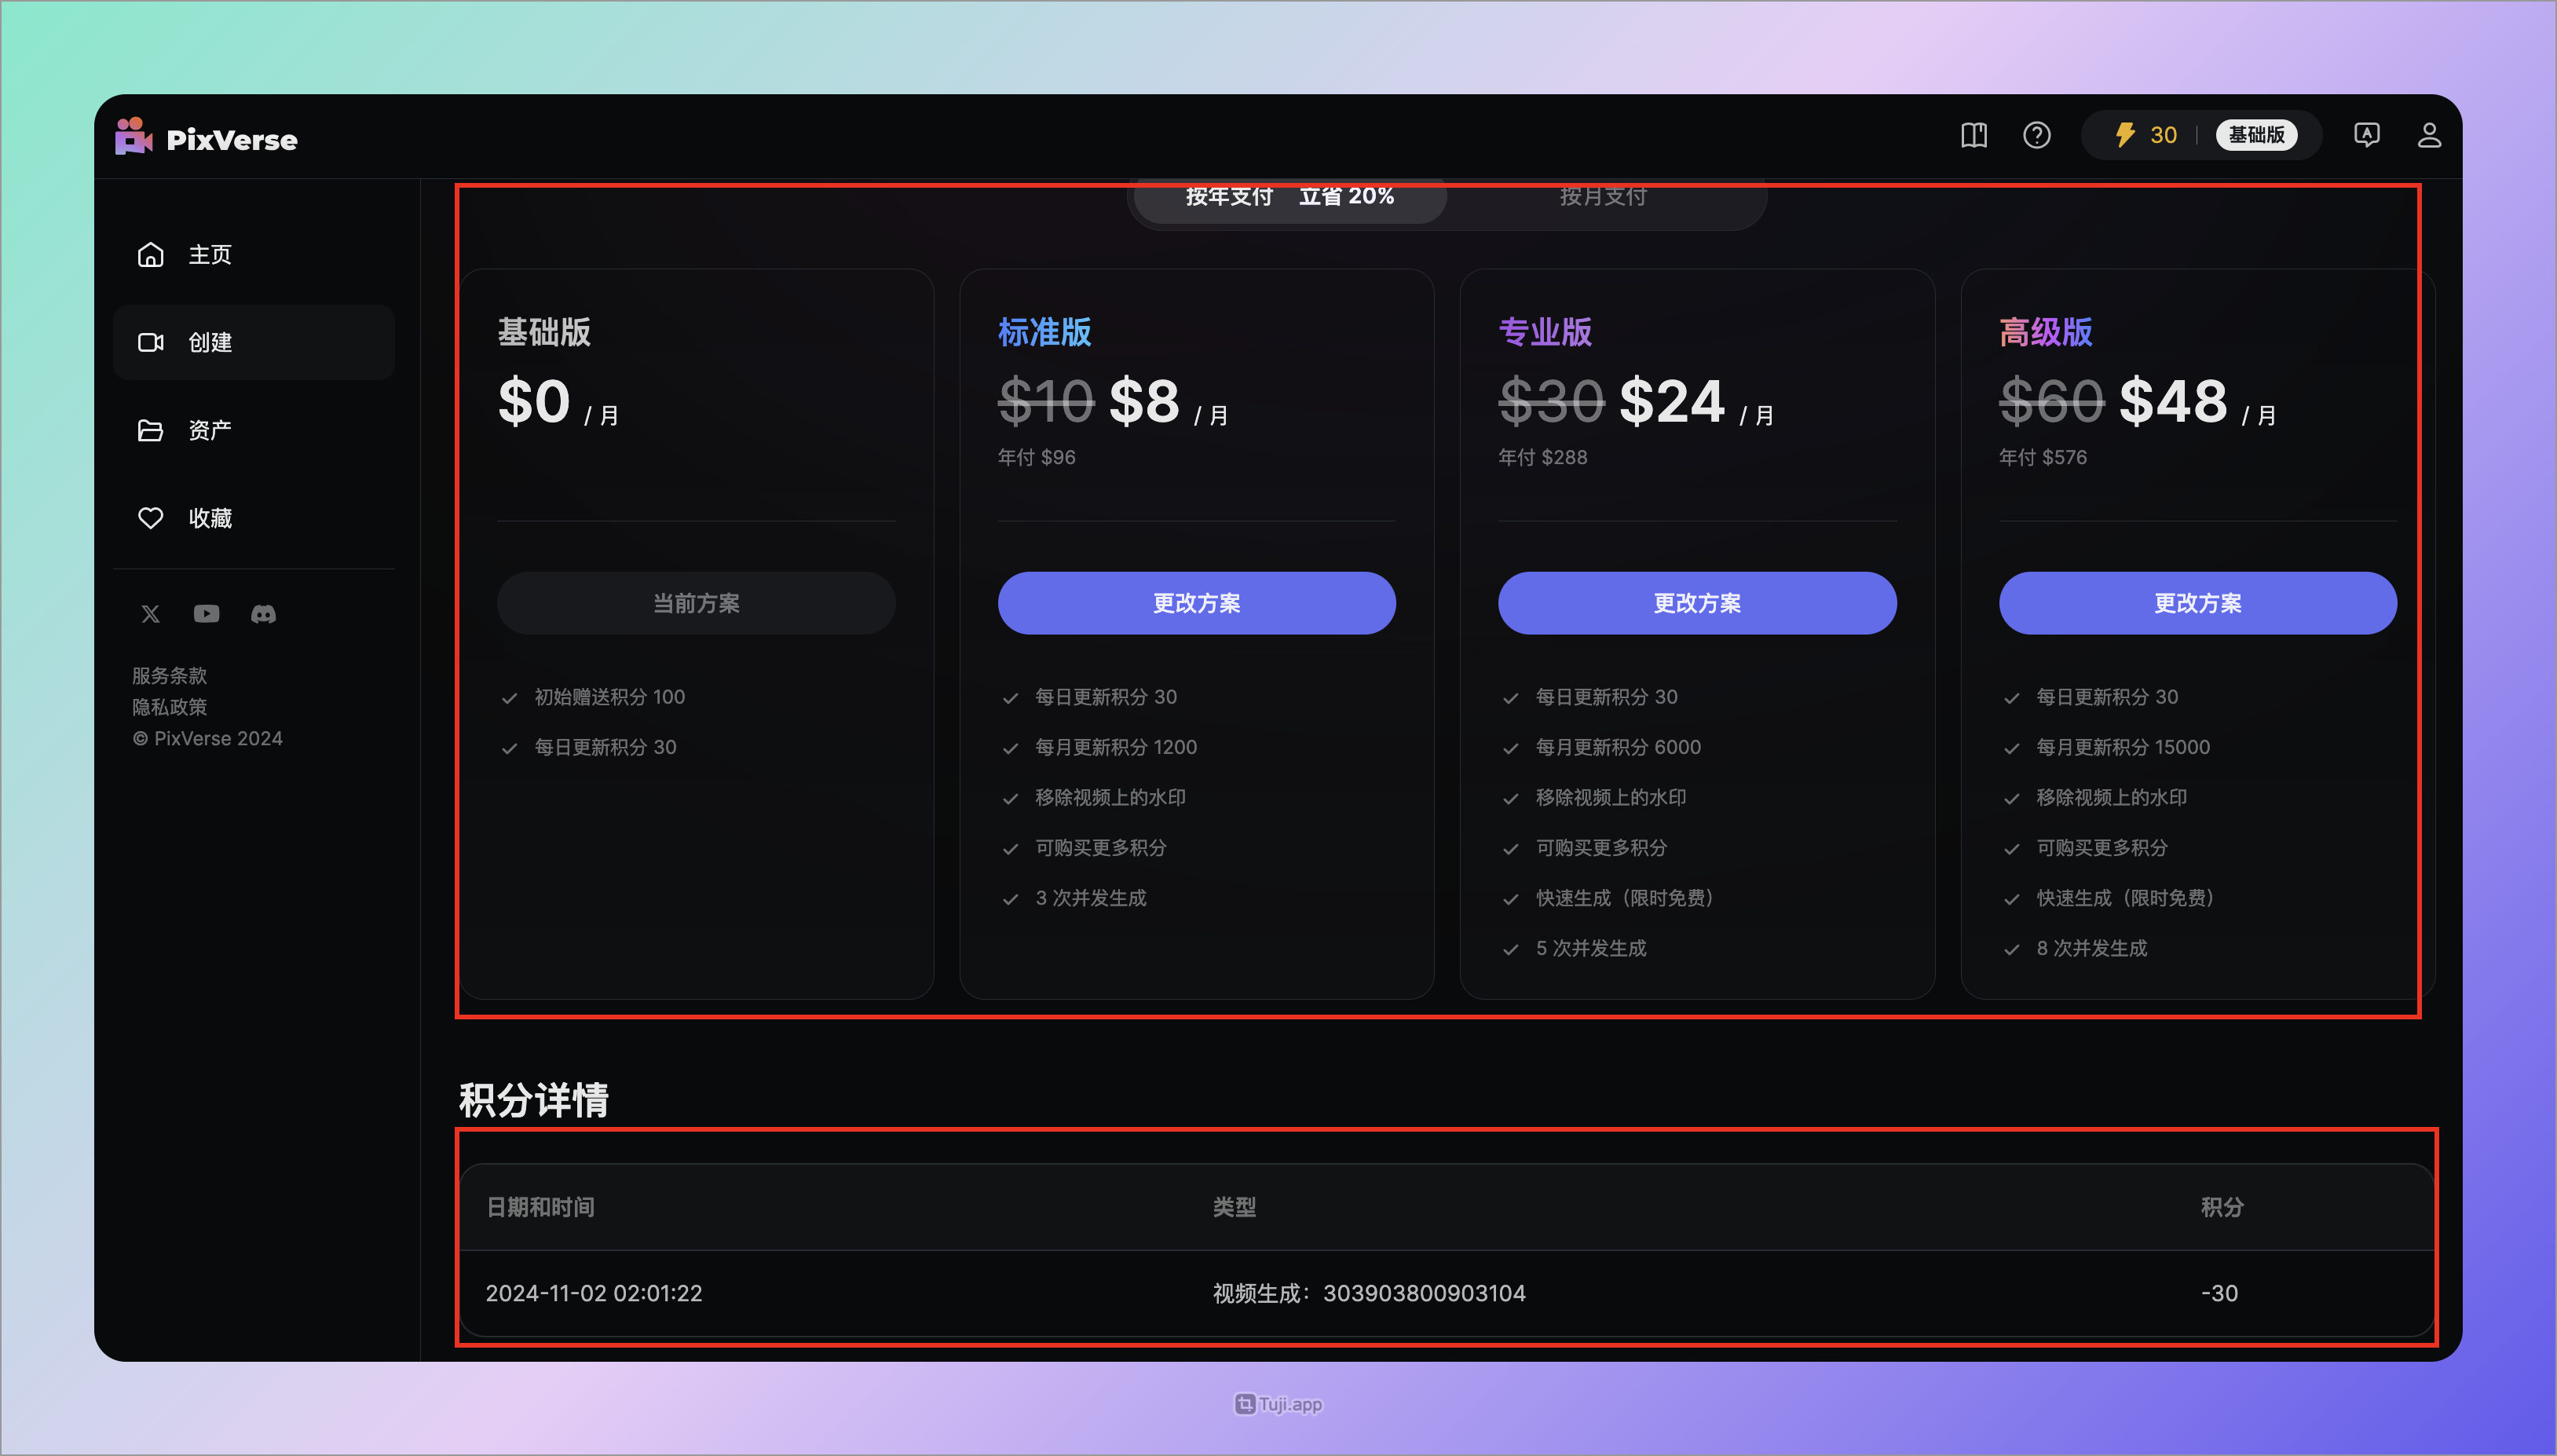 PixVerse
30
基础版
主页
创建
资产
收藏
服务条款
隐私政策
© PixVerse 2024
按年支付 立省 20%
按月支付
基础版
$0 / 月
当前方案
初始赠送积分 100
每日更新积分 30
标准版
$10 $8 / 月
年付 $96
更改方案
每日更新积分 30
每月更新积分 1200
移除视频上的水印
可购买更多积分
3 次并发生成
专业版
$30 $24 / 月
年付 $288
更改方案
每日更新积分 30
每月更新积分 6000
移除视频上的水印
可购买更多积分
快速生成（限时免费）
5 次并发生成
高级版
$60 $48 / 月
年付 $576
更改方案
每日更新积分 30
每月更新积分 15000
移除视频上的水印
可购买更多积分
快速生成（限时免费）
8 次并发生成
积分详情
日期和时间 类型 积分
2024-11-02 02:01:22 视频生成：303903800903104 -30
Tuji.app